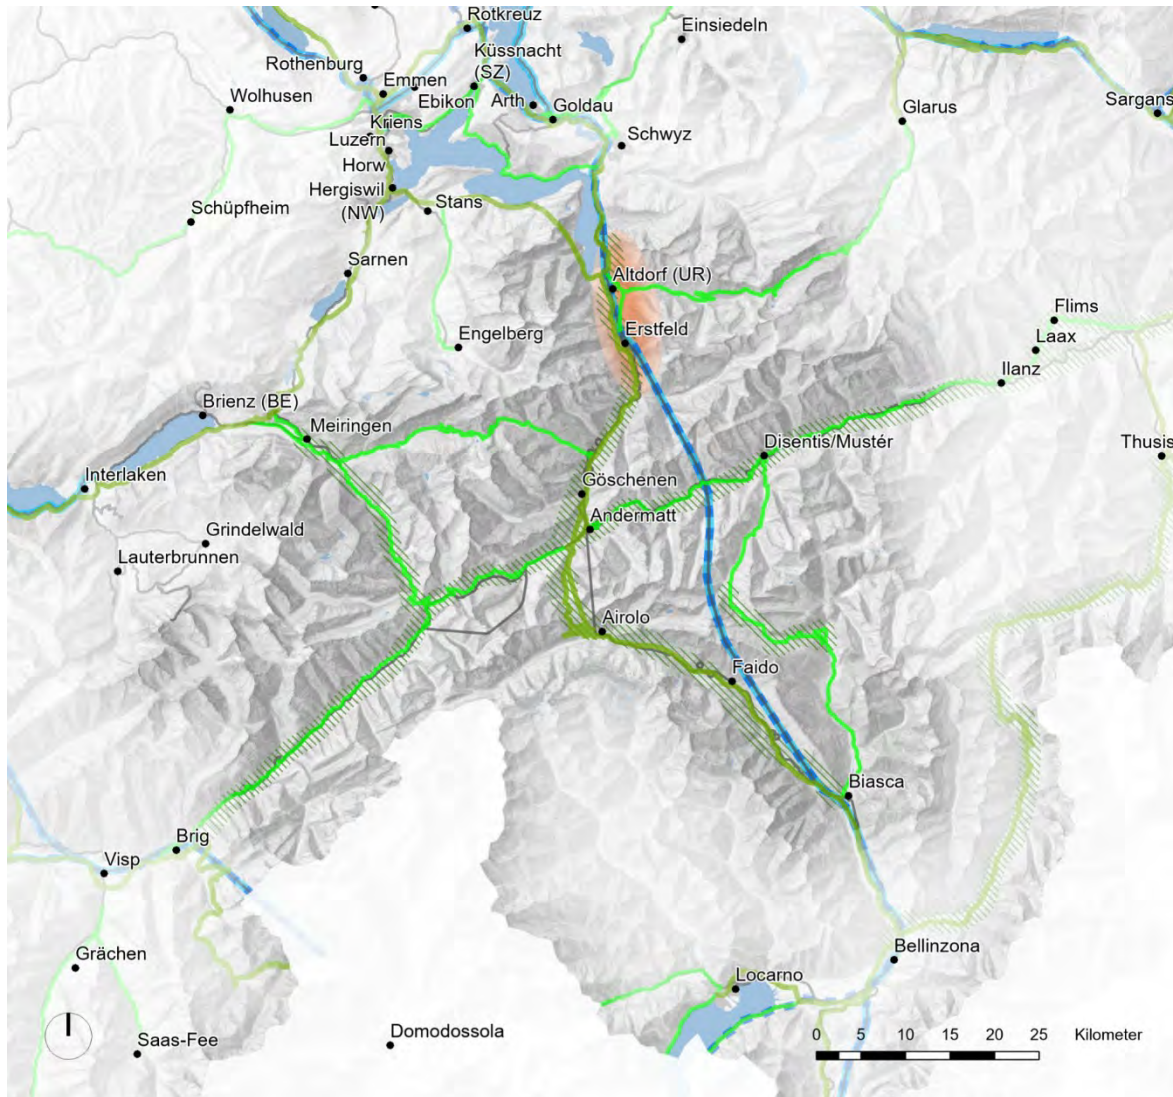 Rotkreuz
Einsiedeln
Küssnacht
(SZ)
Rothenburg
Emmen
Ebikon
Arth
Goldau
Wolhusen
Glarus
Sargans
Kriens
Luzern
Schwyz
Horw
Hergiswil
(NW)
Stans
Schüpfheim
Sarnen
Altdorf (UR)
Flims
Erstfeld
Engelberg
Laax
Ilanz
Brienz (BE)
Meiringen
Disentis/Mustér
Thusis
Interlaken
Göschenen
Andermatt
Grindelwald
Lauterbrunnen
Airolo
Faido
Biasca
Brig
Visp
Bellinzona
Grächen
Locarno
Domodossola
Saas-Fee
0 5 10 15 20 25 Kilometer